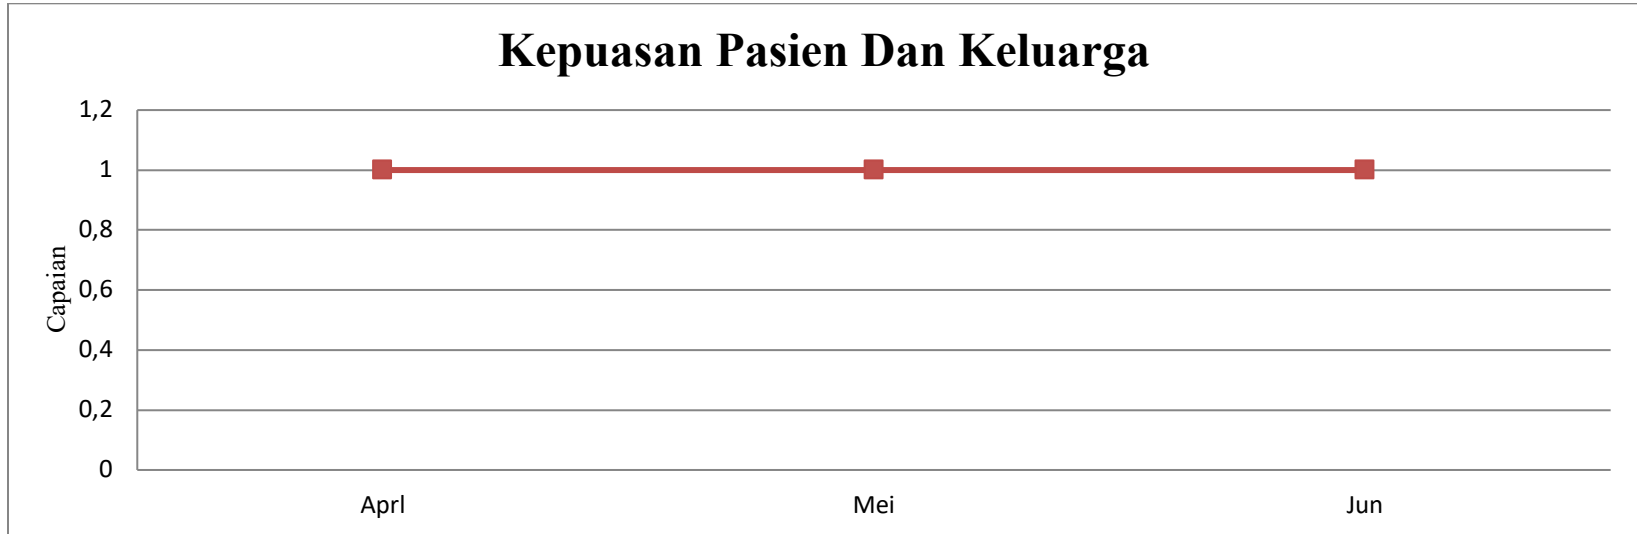 Kepuasan Pasien Dan Keluarga
Capaian
1,2
1
0,8
0,6
0,4
0,2
0
Aprl Mei Jun